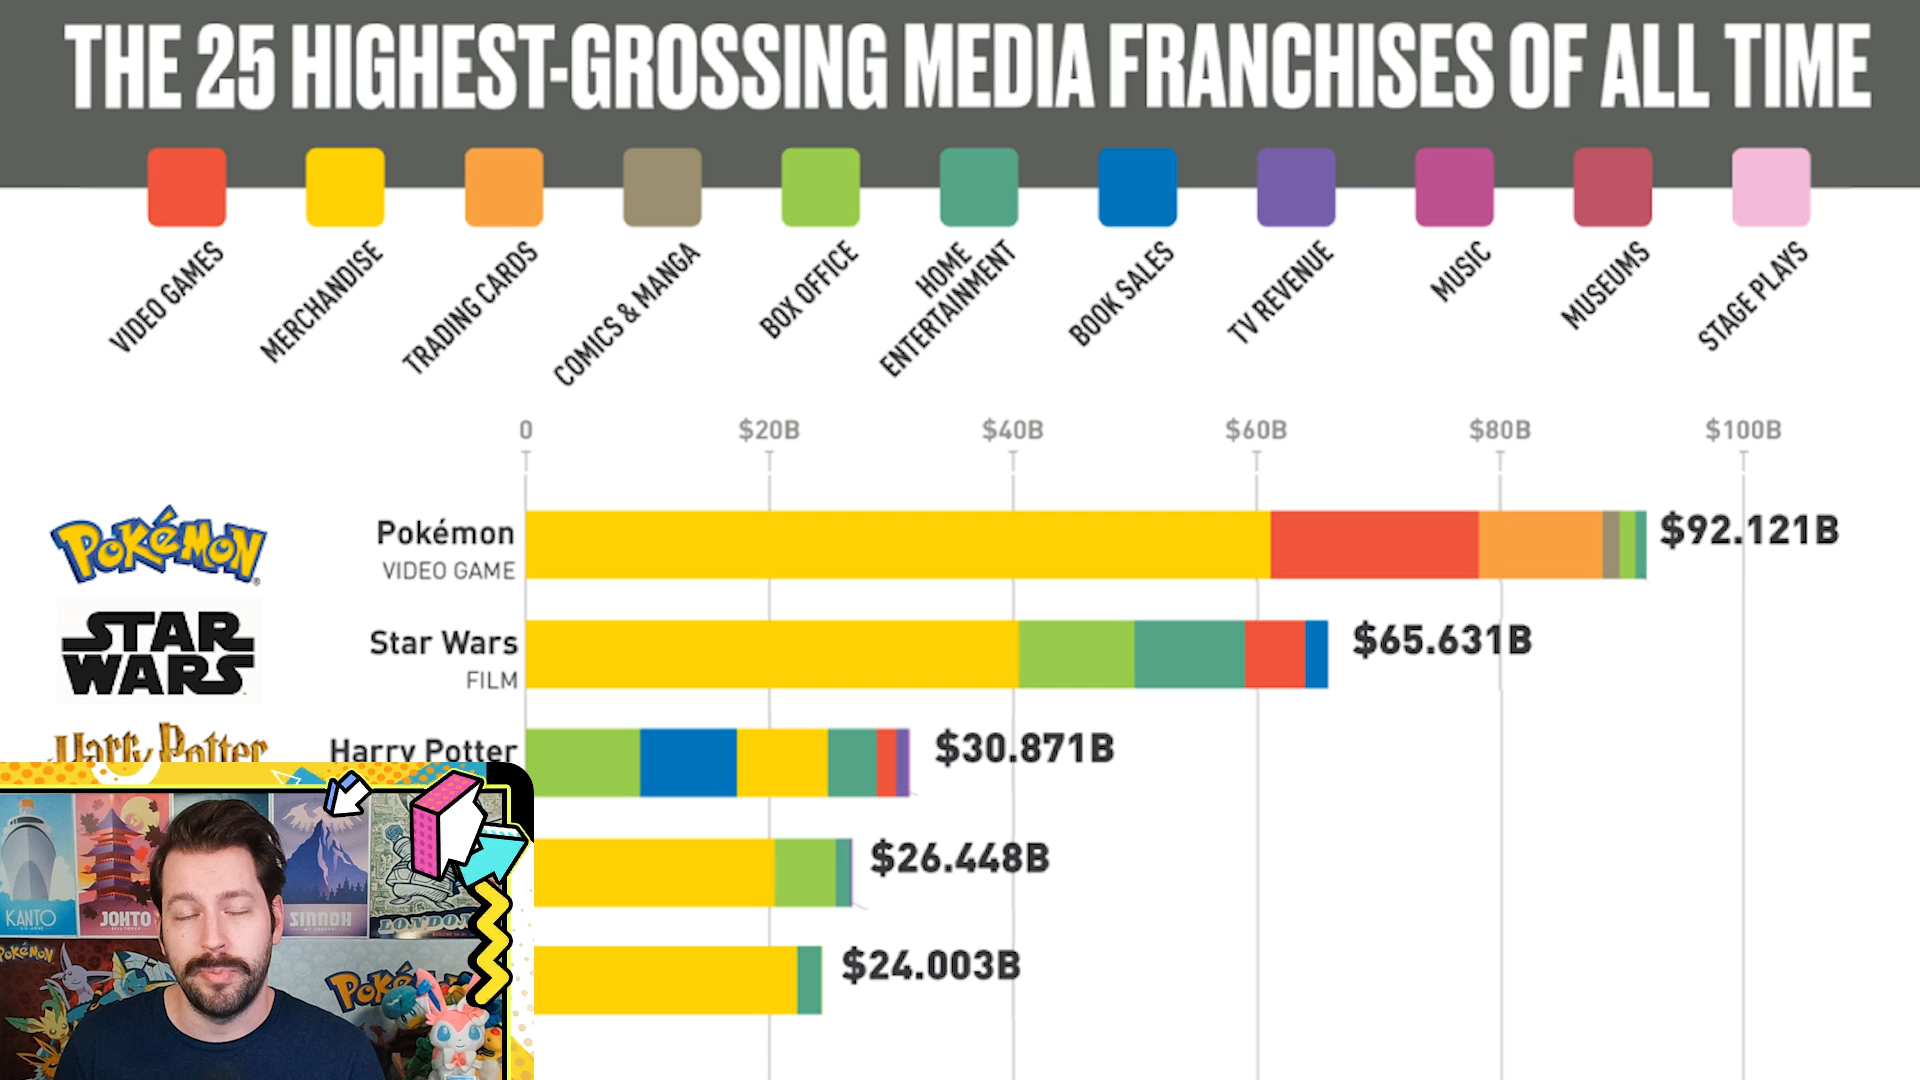 THE 25 HIGHEST-GROSSING MEDIA FRANCHISES OF ALL TIME
VIDEO GAMES
MERCHANDISE
TRADING CARDS
COMICS & MANGA
BOX OFFICE
HOME
ENTERTAINMENT
BOOK SALES
TV REVENUE
MUSIC
MUSEUMS
STAGE PLAYS
0 $20B $40B $60B $80B $100B
POKéMON
Pokémon
VIDEO GAME
$92.121B
STAR
WARS
Star Wars
FILM
$65.631B
Harry Potter
Harry Potter
$30.871B
$26.448B
$24.003B
KANTO
JOHTO
SINNOH
LONDON
POKéMON
Poké